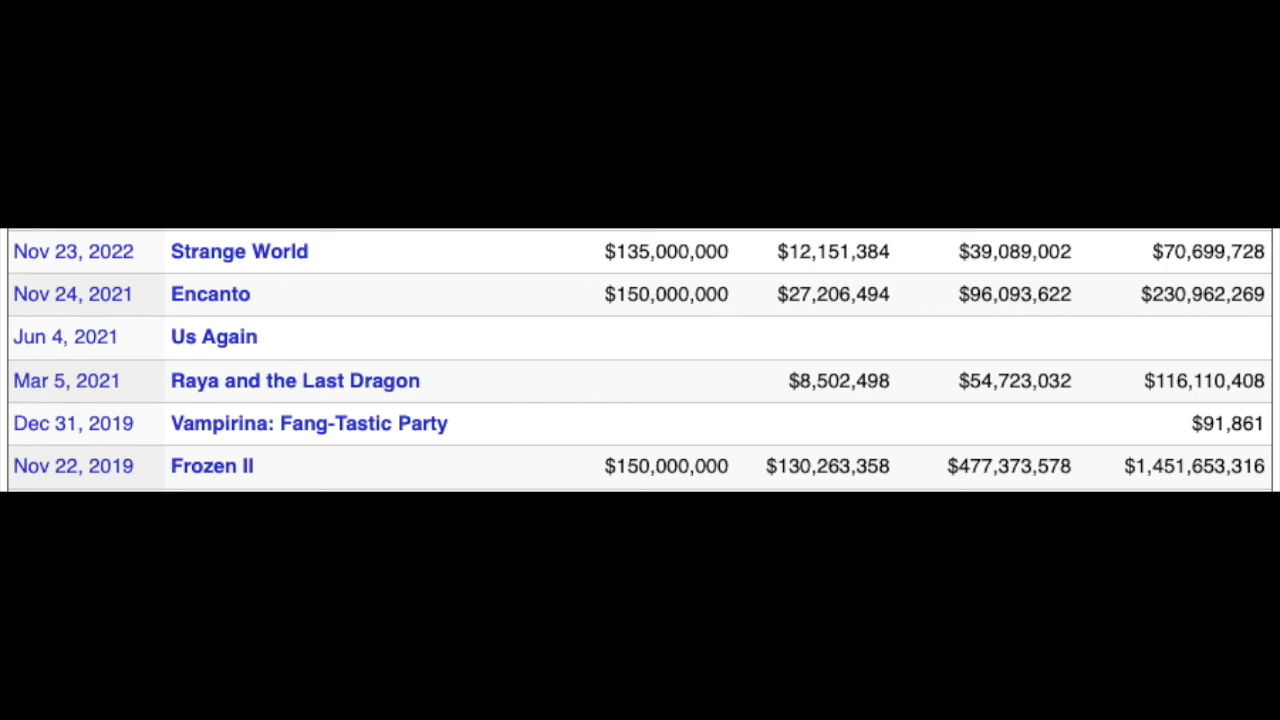 Nov 23, 2022 Strange World $135,000,000 $12,151,384 $39,089,002 $70,699,728
Nov 24, 2021 Encanto $150,000,000 $27,206,494 $96,093,622 $230,962,269
Jun 4, 2021 Us Again
Mar 5, 2021 Raya and the Last Dragon $8,502,498 $54,723,032 $116,110,408
Dec 31, 2019 Vampirina: Fang-Tastic Party $91,861
Nov 22, 2019 Frozen II $150,000,000 $130,263,358 $477,373,578 $1,451,653,316